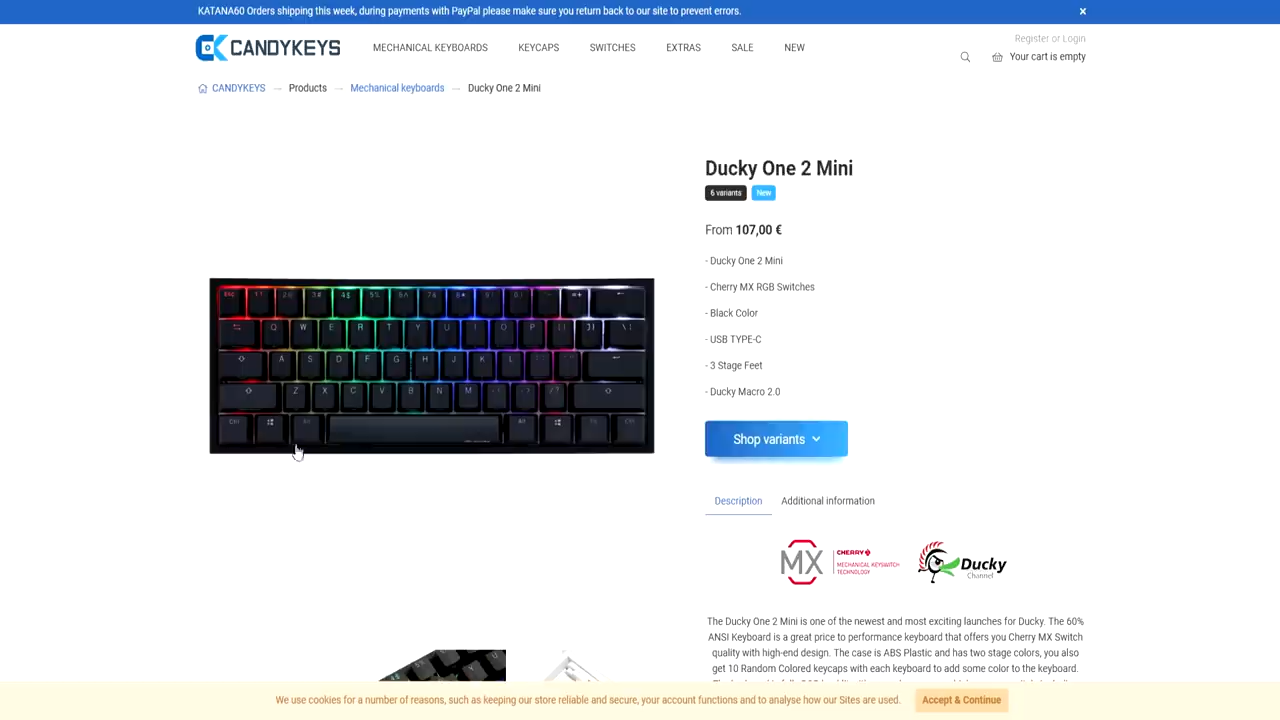 KATANA60 Orders shipping this week, during payments with PayPal please make sure you return back to our site to prevent errors.
CANDYKEYS
MECHANICAL KEYBOARDS
KEYCAPS
SWITCHES
EXTRAS
SALE
NEW
Register or Login
Your cart is empty
CANDYKEYS → Products → Mechanical keyboards → Ducky One 2 Mini
Ducky One 2 Mini
6 variants
New
From 107,00 €
- Ducky One 2 Mini
- Cherry MX RGB Switches
- Black Color
- USB TYPE-C
- 3 Stage Feet
- Ducky Macro 2.0
Q W E R T Y U I O P
A S D F G H J K L
Z X C V B N M
Shop variants
Description
Additional information
MX
CHERRY
MECHANICAL KEYSWITCH
TECHNOLOGY
Ducky
Channel
The Ducky One 2 Mini is one of the newest and most exciting launches for Ducky. The 60%
ANSI Keyboard is a great price to performance keyboard that offers you Cherry MX Switch
quality with high-end design. The case is ABS Plastic and has two stage colors, you also
get 10 Random Colored keycaps with each keyboard to add some color to the keyboard.
We use cookies for a number of reasons, such as keeping our store reliable and secure, your account functions and to analyse how our Sites are used.
Accept & Continue